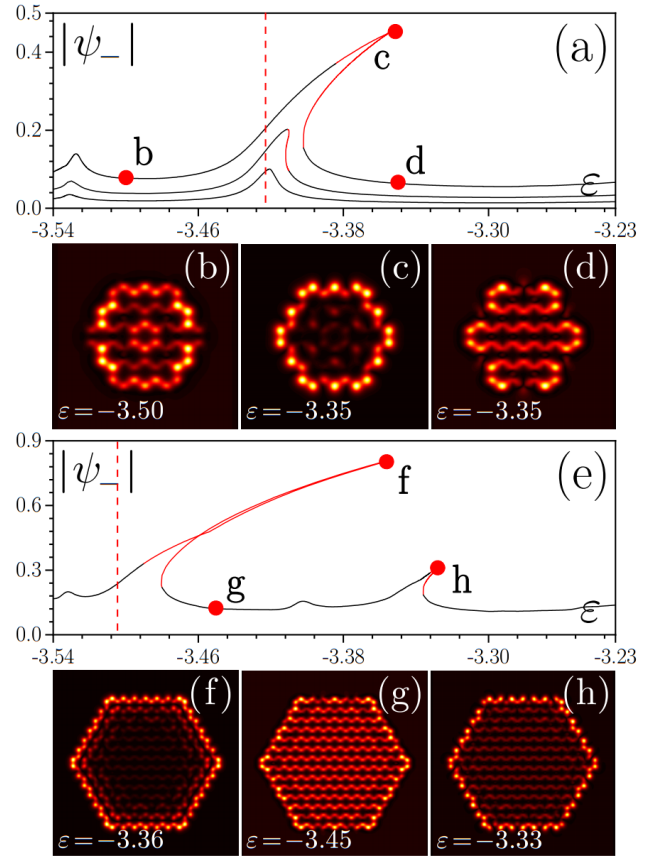 0.5
|ψ_| (a)
0.4
c
0.2
b
d
ε
0.0
-3.54 -3.46 -3.38 -3.30 -3.23
(b) (c) (d)
ε=−3.50 ε=−3.35 ε=−3.35
0.9
|ψ_| (e)
f
0.6
0.3
g h
ε
0.0
-3.54 -3.46 -3.38 -3.30 -3.23
(f) (g) (h)
ε=−3.36 ε=−3.45 ε=−3.33